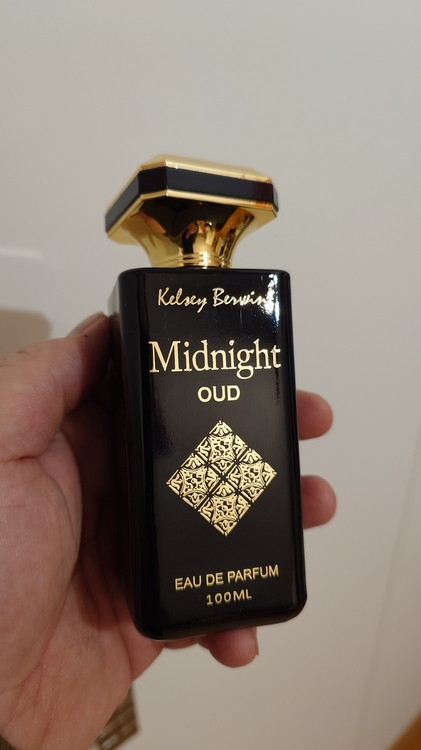 Kelsey Berwin
Midnight
OUD
EAU DE PARFUM
100ML